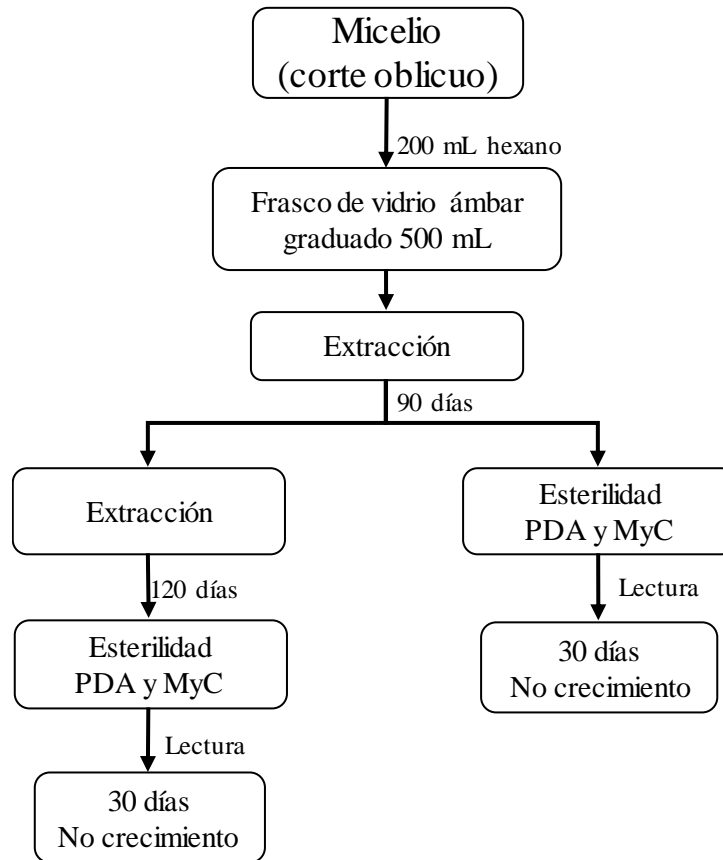 Micelio
(corte oblicuo)
200 mL hexano
Frasco de vidrio ámbar
graduado 500 mL
Extracción
90 días
Extracción
Esterilidad
PDA y MyC
120 días
Lectura
Esterilidad
PDA y MyC
30 días
No crecimiento
Lectura
30 días
No crecimiento